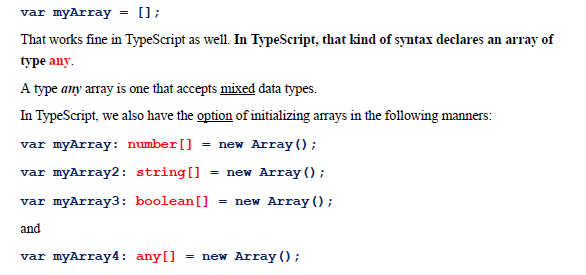 var myArray = [];
That works fine in TypeScript as well. In TypeScript, that kind of syntax declares an array of
type any.
A type any array is one that accepts mixed data types.
In TypeScript, we also have the option of initializing arrays in the following manners:
var myArray: number[] = new Array();
var myArray2: string[] = new Array();
var myArray3: boolean[] = new Array();
and
var myArray4: any[] = new Array();